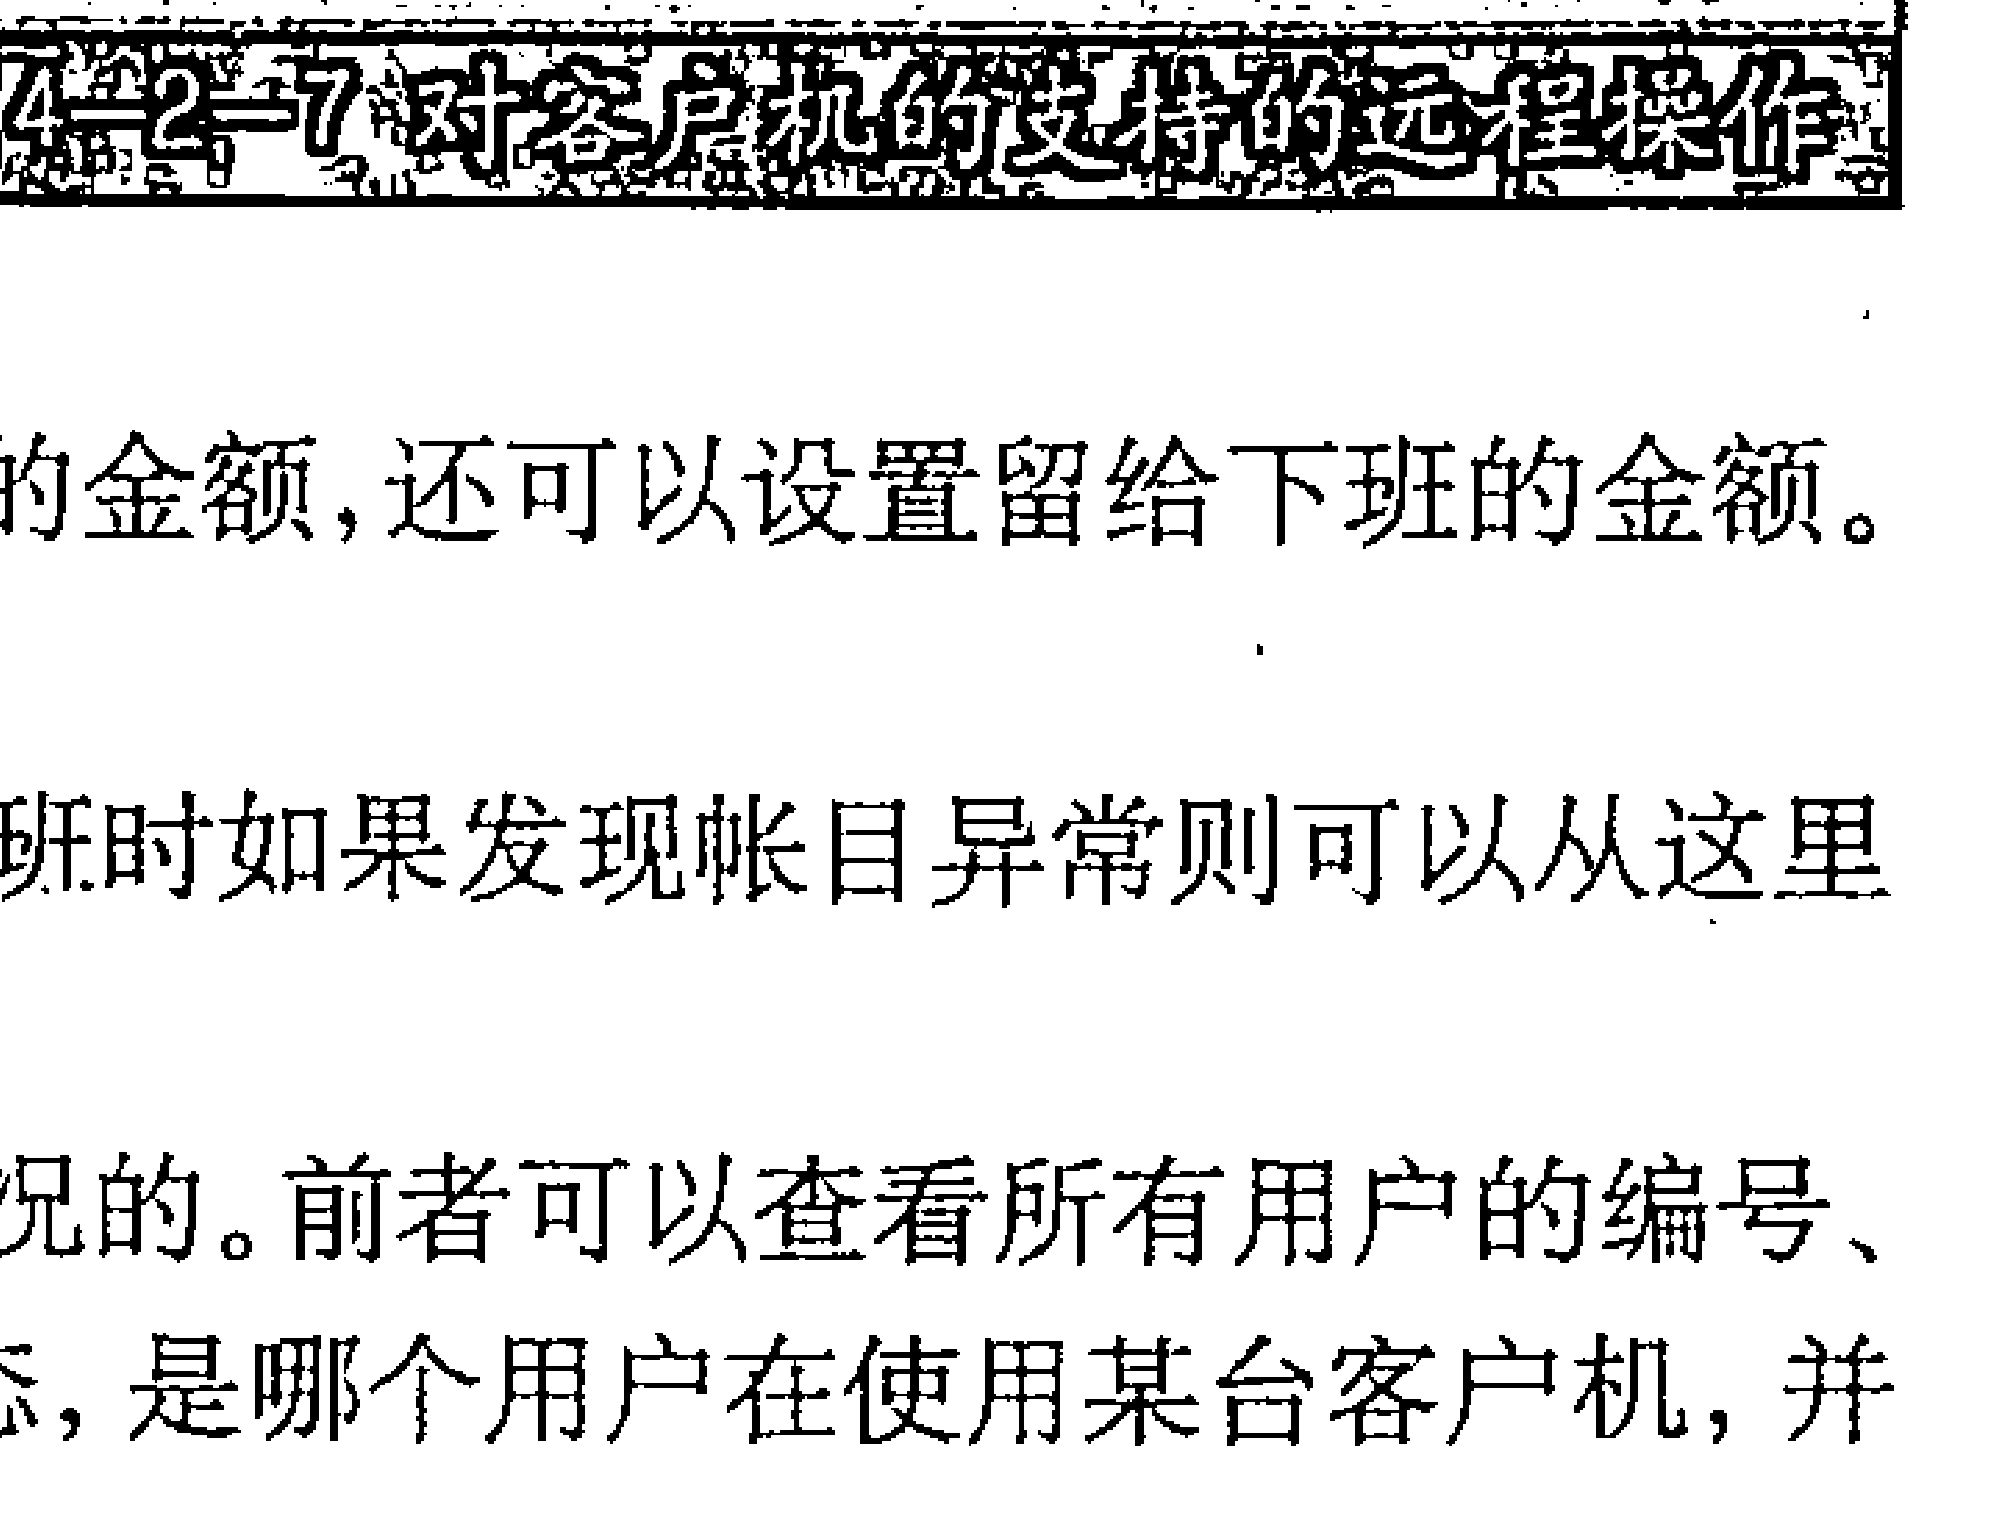 4—2—7 对客户机的支持的远程操作
的金额,还可以设置留给下班的金额。
班时如果发现帐目异常则可以从这里
况的。前者可以查看所有用户的编号、
态,是哪个用户在使用某台客户机,并